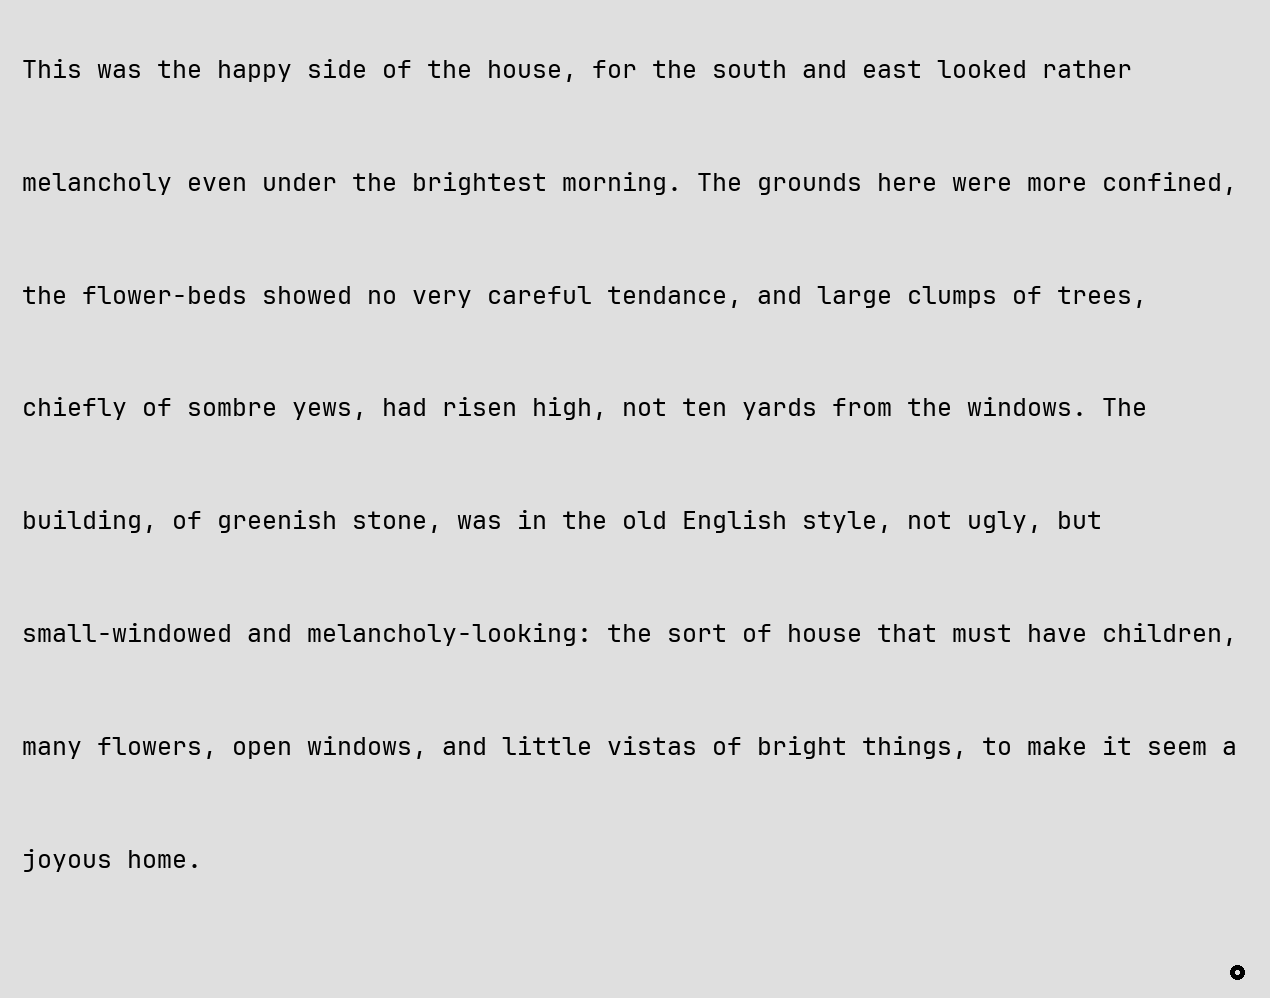 This was the happy side of the house, for the south and east looked rather
melancholy even under the brightest morning. The grounds here were more confined,
the flower-beds showed no very careful tendance, and large clumps of trees,
chiefly of sombre yews, had risen high, not ten yards from the windows. The
building, of greenish stone, was in the old English style, not ugly, but
small-windowed and melancholy-looking: the sort of house that must have children,
many flowers, open windows, and little vistas of bright things, to make it seem a
joyous home.